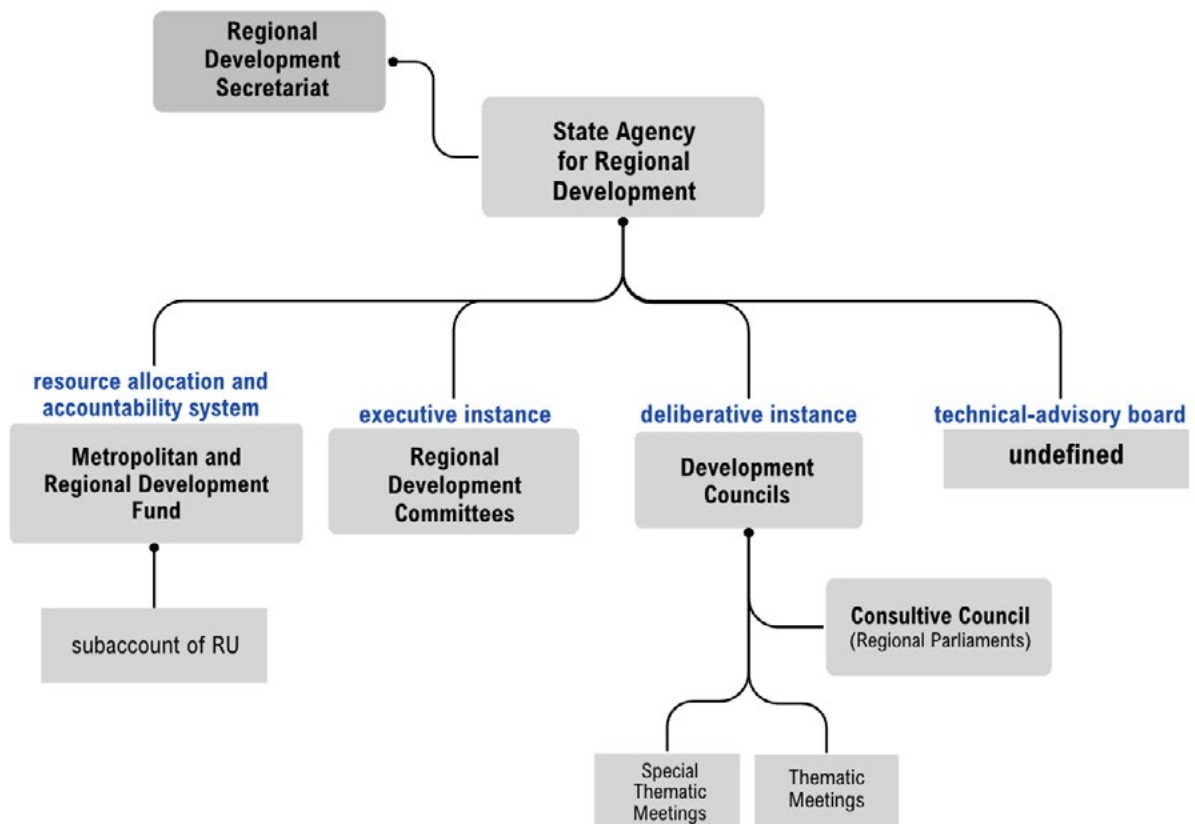 Regional
Development
Secretariat
State Agency
for Regional
Development
resource allocation and
accountability system
Metropolitan and
Regional Development
Fund
subaccount of RU
executive instance
Regional
Development
Committees
deliberative instance
Development
Councils
technical-advisory board
undefined
Consultive Council
(Regional Parliaments)
Special
Thematic
Meetings
Thematic
Meetings